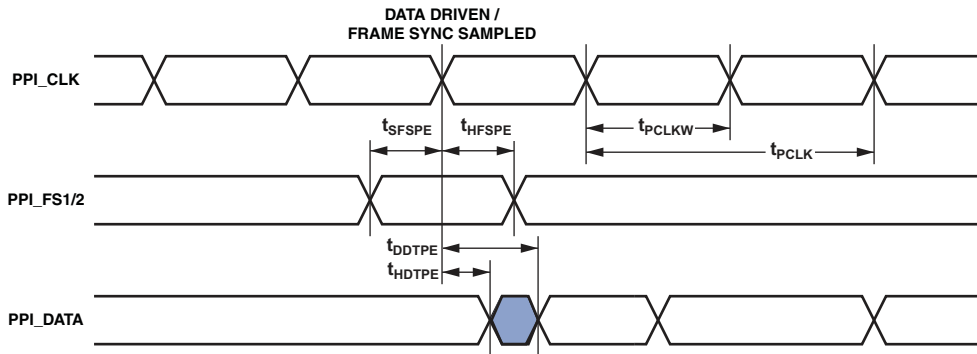 DATA DRIVEN /
FRAME SYNC SAMPLED
PPI_CLK
tSFSPE
tHFSPE
tPCLKW
tPCLK
PPI_FS1/2
tDDTPE
tHDTPE
PPI_DATA